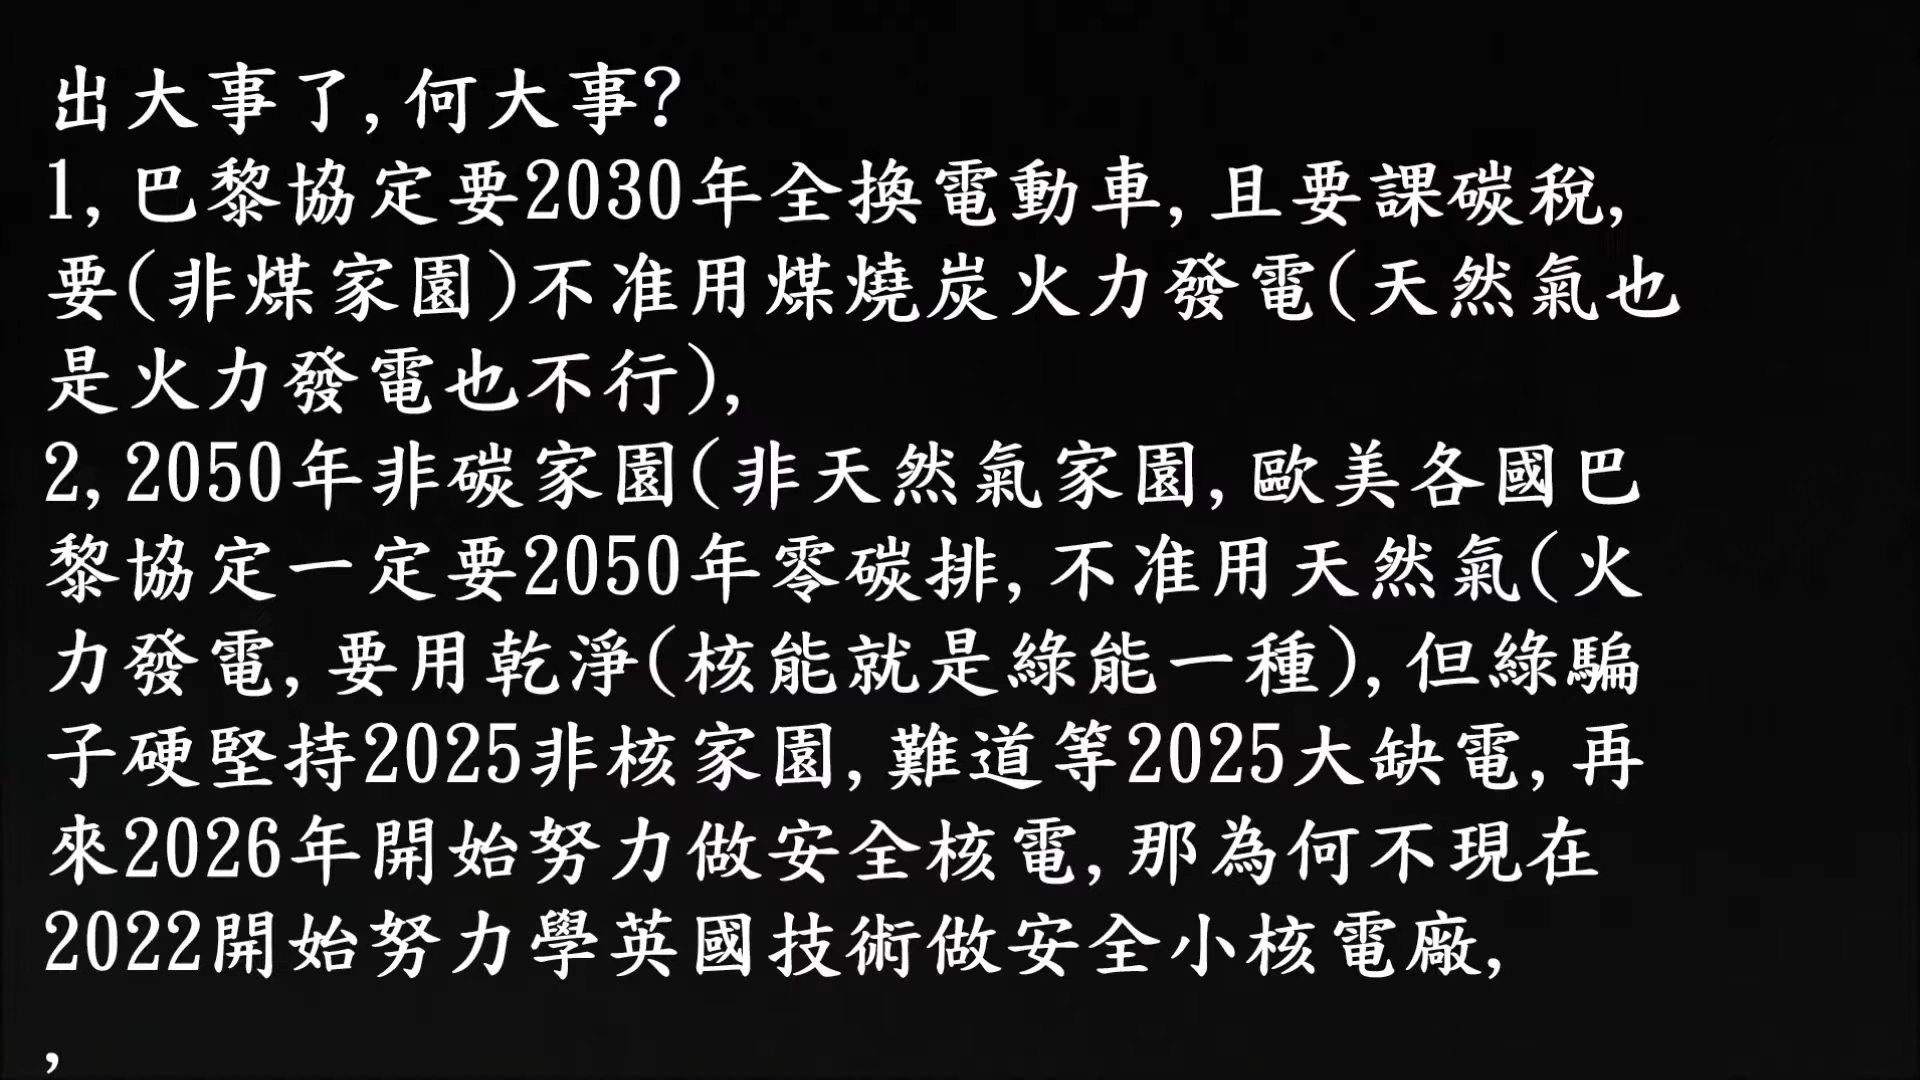 出大事了,何大事?
1,巴黎協定要2030年全換電動車,且要課碳稅,
要(非煤家園)不准用煤燒炭火力發電(天然氣也
是火力發電也不行),
2,2050年非碳家園(非天然氣家園,歐美各國巴
黎協定一定要2050年零碳排,不准用天然氣(火
力發電,要用乾淨(核能就是綠能一種),但綠騙
子硬堅持2025非核家園,難道等2025大缺電,再
來2026年開始努力做安全核電,那為何不現在
2022開始努力學英國技術做安全小核電廠,
,